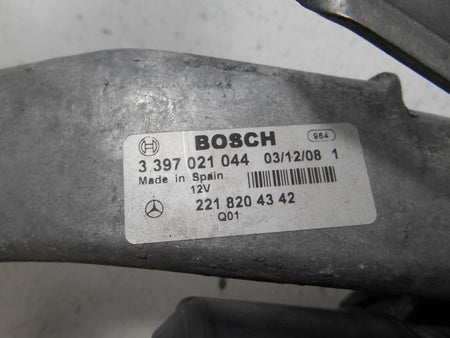 BOSCH 984
3 397 021 044 03/12/08 1
Made in Spain
12V
221 820 43 42
Q01